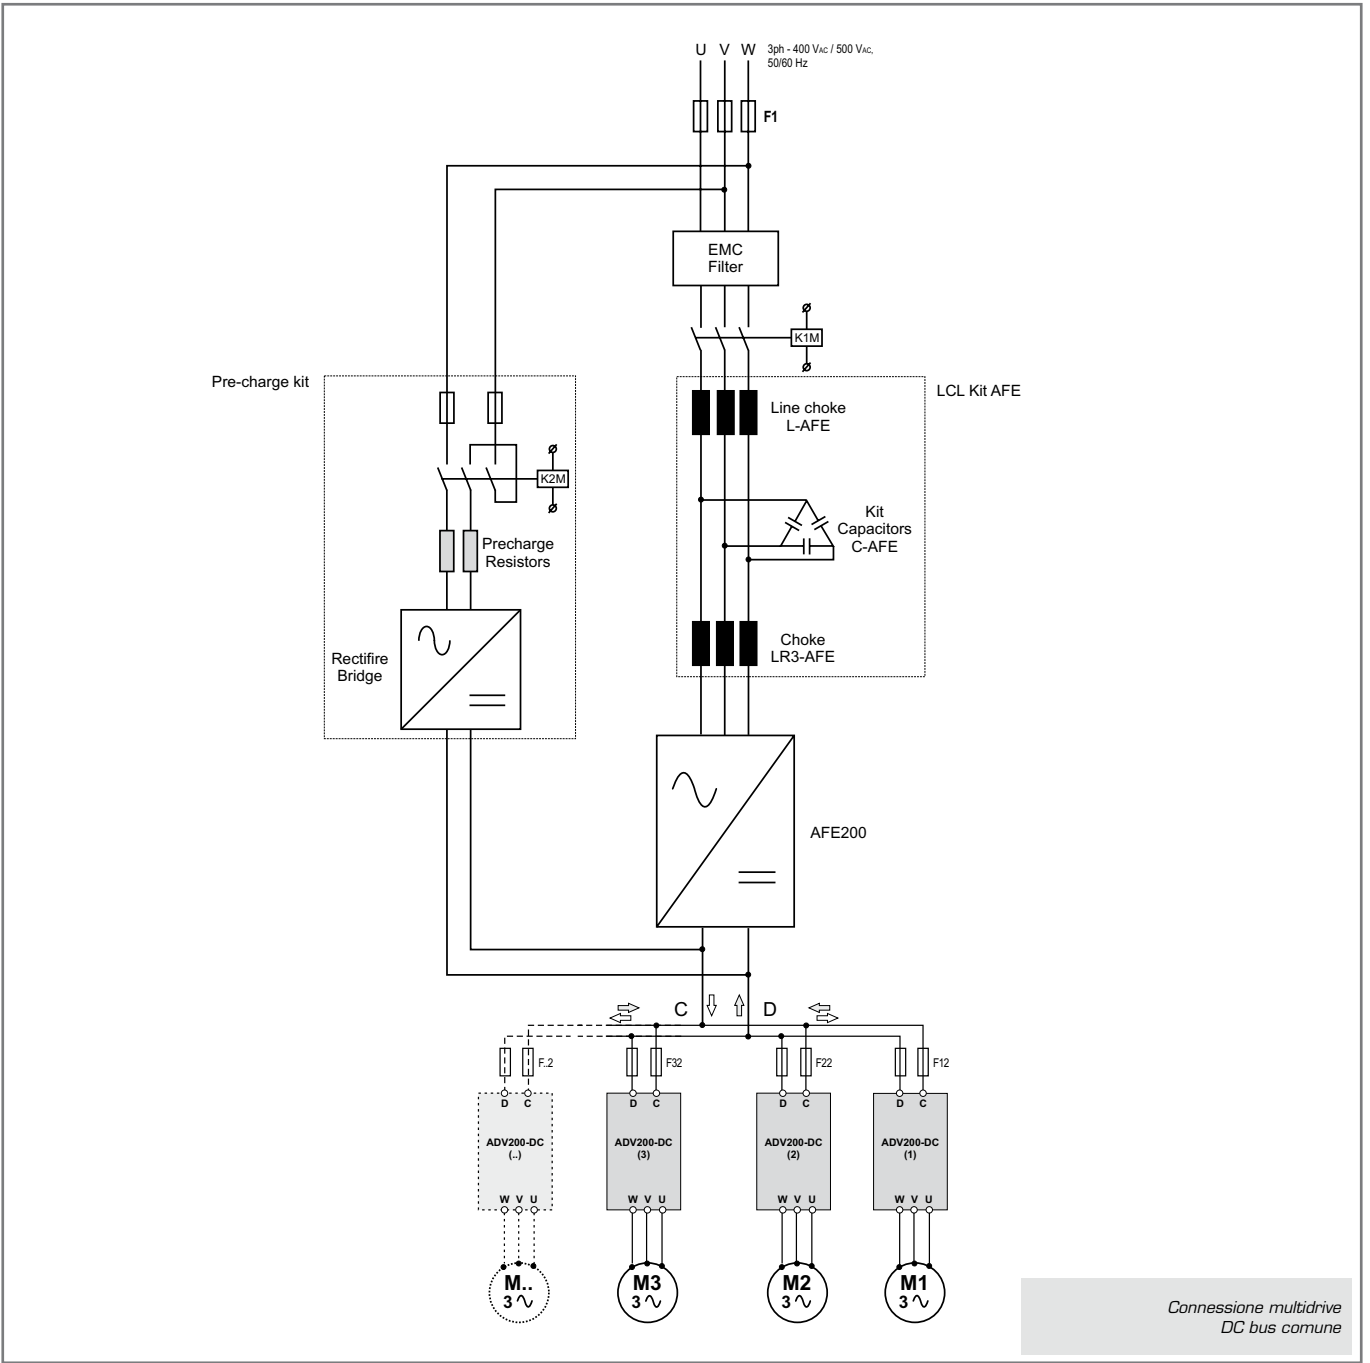 U V W 3ph - 400 VAC / 500 VAC,
50/60 Hz
F1
EMC
Filter
K1M
Pre-charge kit
LCL Kit AFE
Line choke
L-AFE
K2M
Kit
Capacitors
C-AFE
Precharge
Resistors
Choke
LR3-AFE
Rectifire
Bridge
AFE200
C D
F..2 F32 F22 F12
D C D C D C D C
ADV200-DC
(..)
ADV200-DC
(3)
ADV200-DC
(2)
ADV200-DC
(1)
W V U W V U W V U W V U
M..
3
M3
3
M2
3
M1
3
Connessione multidrive
DC bus comune